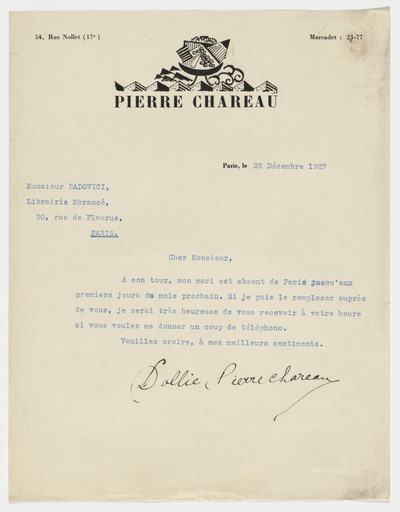 54, Rue Nollet (17e)
Marcadet : 23-77
PIERRE CHAREAU
Paris, le 26 Décembre 1927
Monsieur BADOVICI,
Librairie Morancé,
30, rue de Fleurus,
PARIS.
Cher Monsieur,
A son tour, mon mari est absent de Paris jusqu'aux
premiers jours du mois prochain. Si je puis le remplacer auprès
de vous, je serai très heureuse de vous recevoir à votre heure
si vous voulez me donner un coup de téléphone.
Veuillez croire, à mes meilleurs sentiments.
Dollie Pierre Chareau